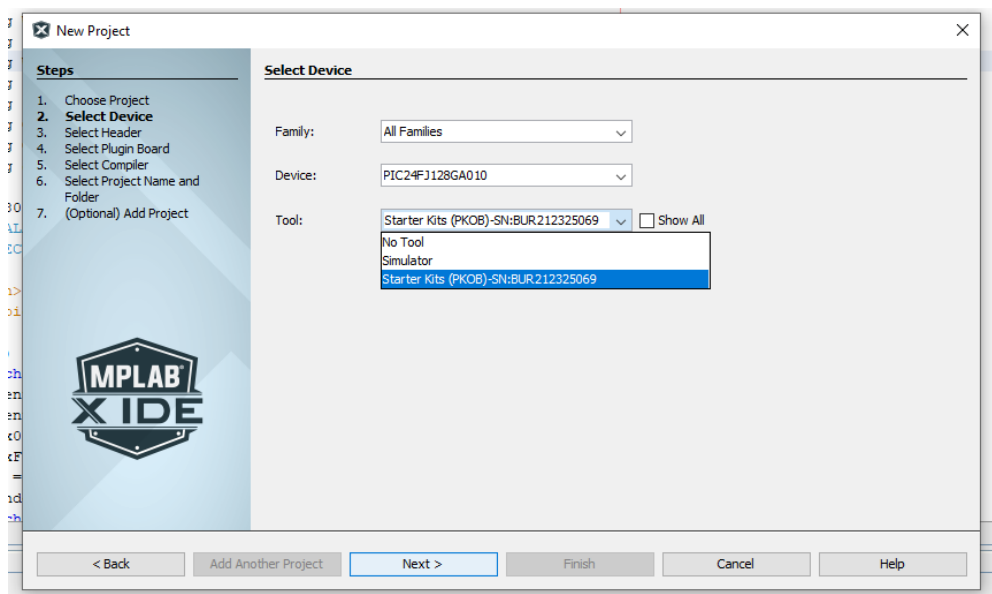 New Project
Steps
1. Choose Project
2. Select Device
3. Select Header
4. Select Plugin Board
5. Select Compiler
6. Select Project Name and
Folder
7. (Optional) Add Project
MPLAB
X IDE
Select Device
Family: All Families
Device: PIC24FJ128GA010
Tool: Starter Kits (PKOB)-SN:BUR212325069 Show All
No Tool
Simulator
Starter Kits (PKOB)-SN:BUR212325069
< Back Add Another Project Next > Finish Cancel Help